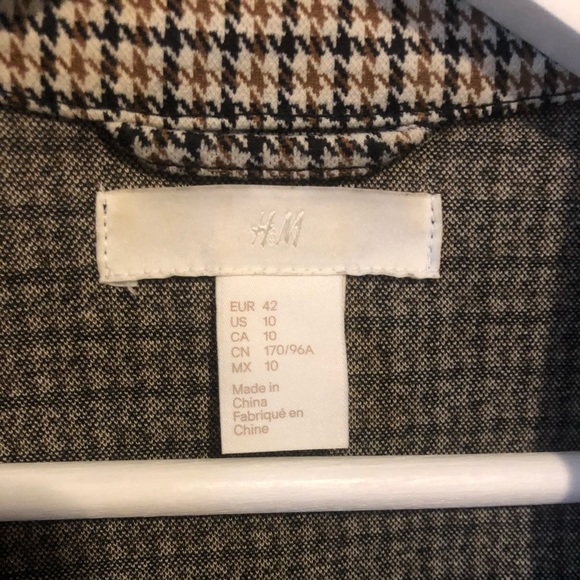 H&M
EUR 42
US 10
CA 10
CN 170/96A
MX 10
Made in
China
Fabriqué en
Chine